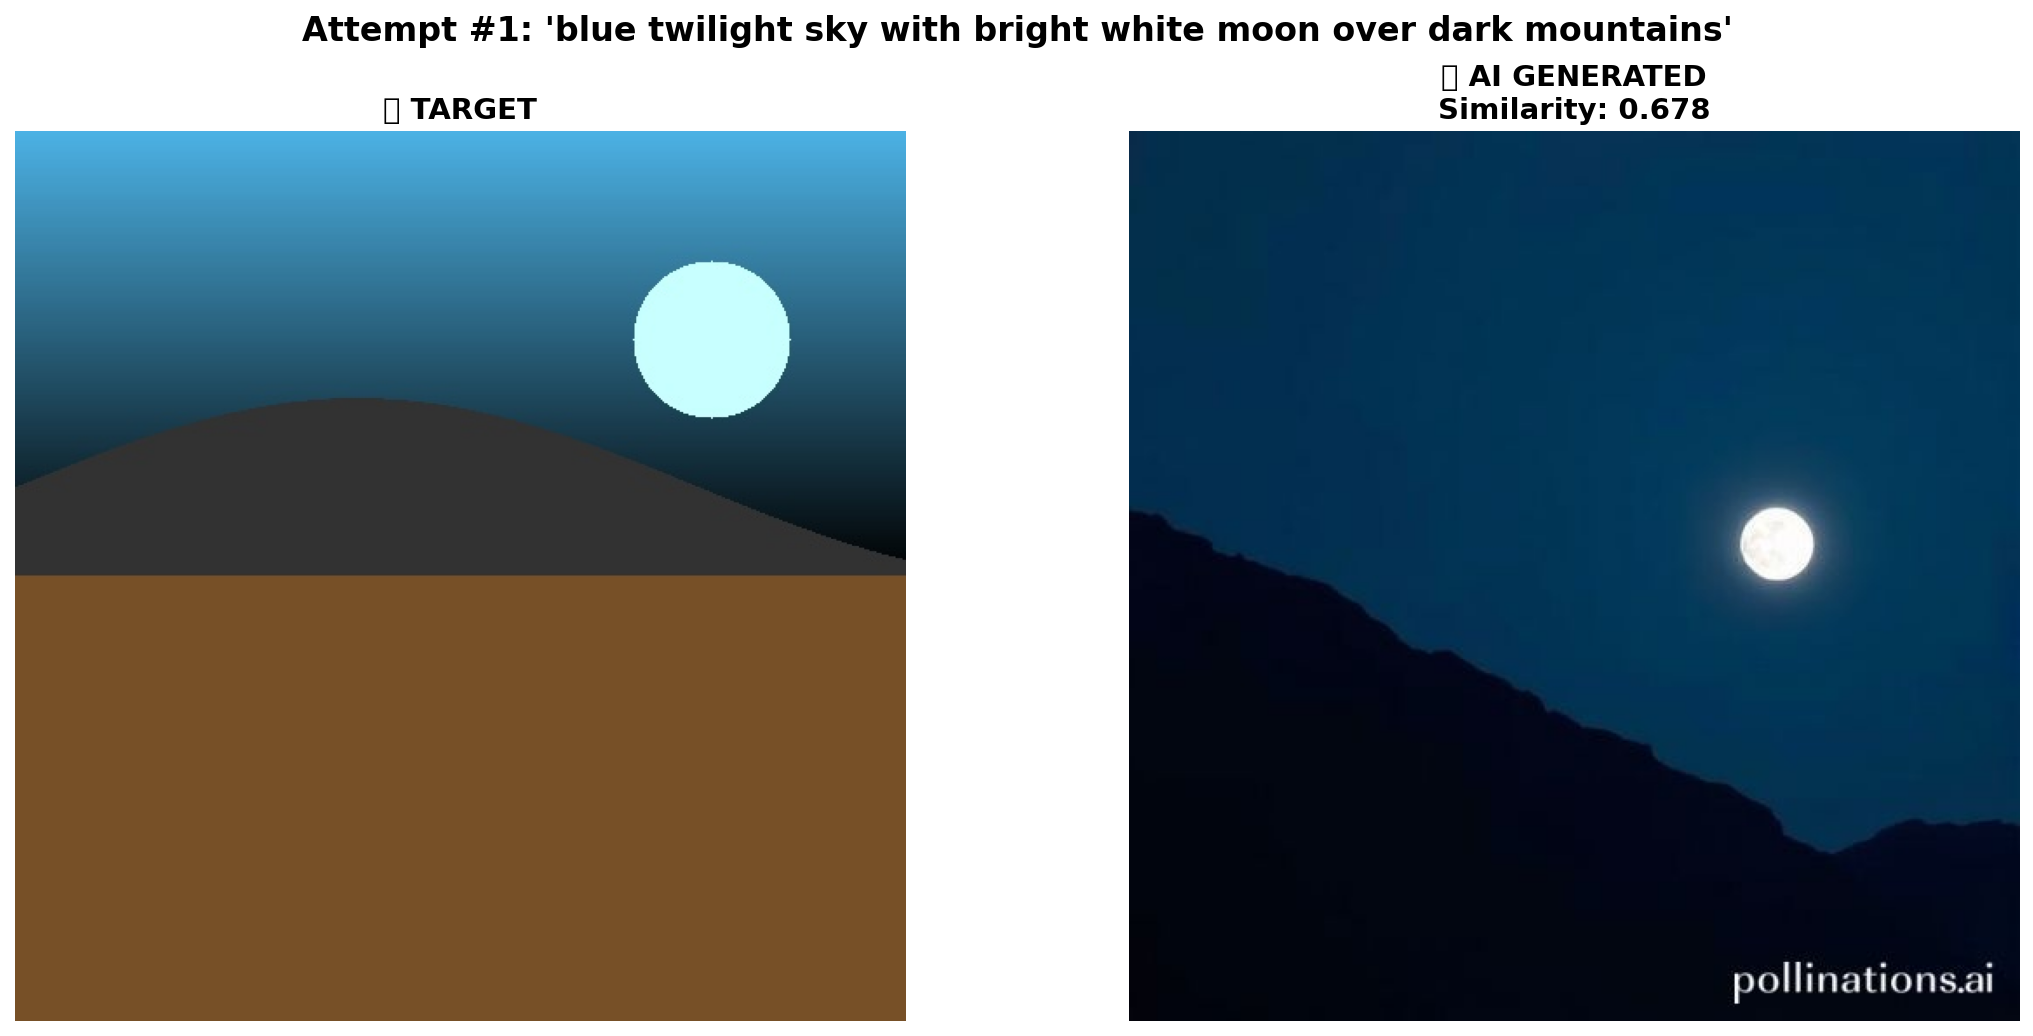 Attempt #1: 'blue twilight sky with bright white moon over dark mountains'
TARGET
AI GENERATED
Similarity: 0.678
pollinations.ai